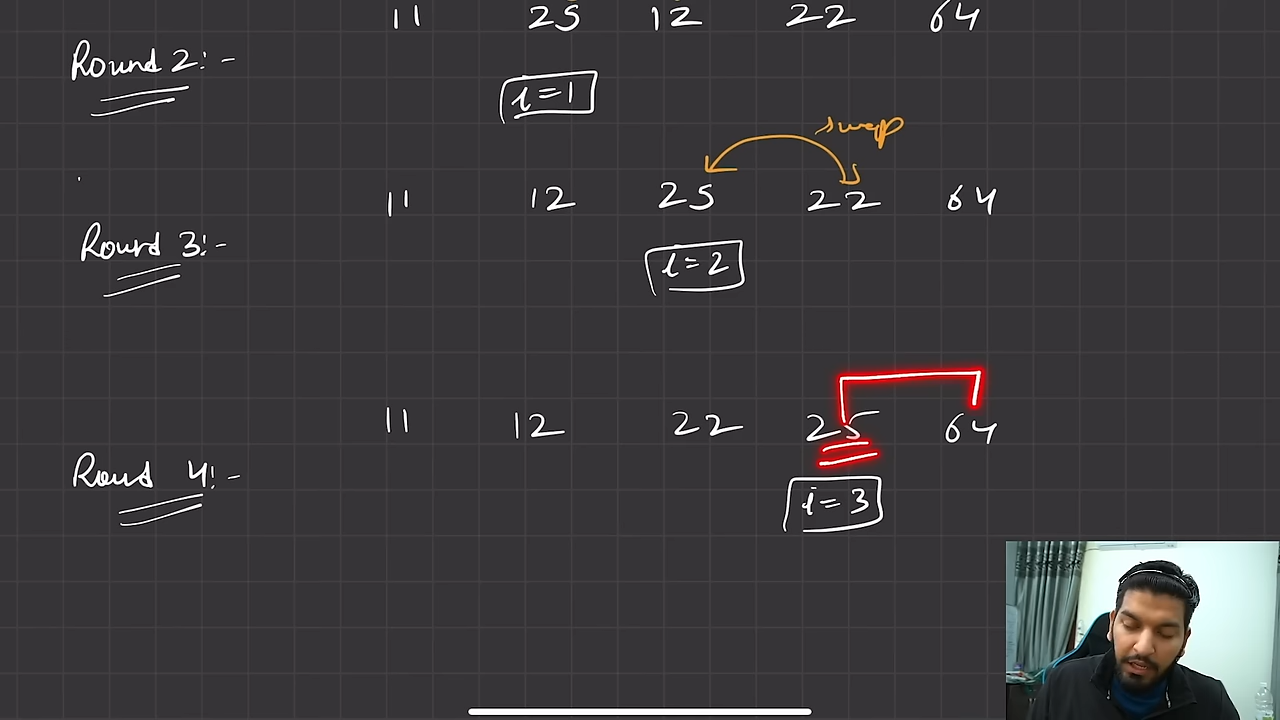 11 25 12 22 64
Round 2:-
i=1
swap
11 12 25 22 64
Round 3:-
i=2
11 12 22 25 64
Round 4:-
i=3